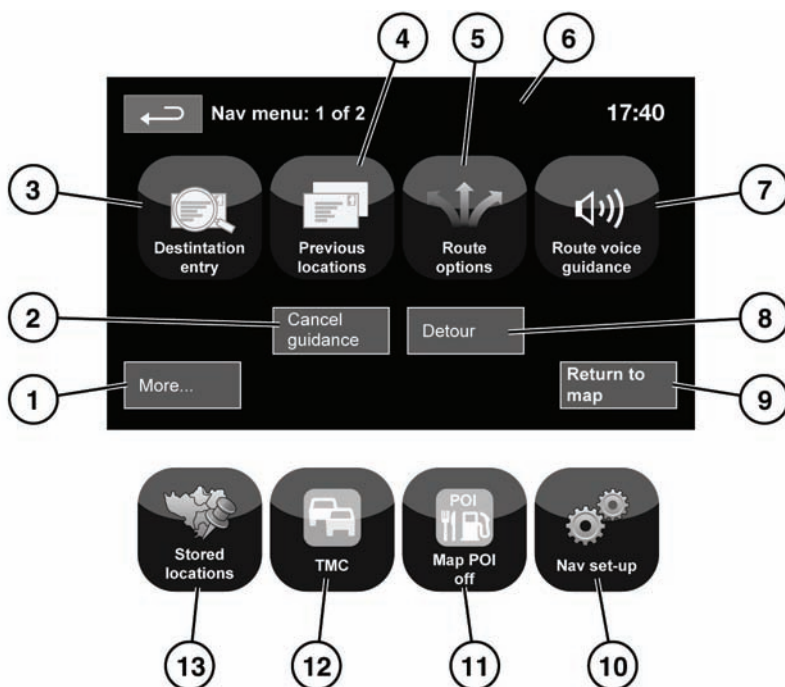 4
5
6
Nav menu: 1 of 2
17:40
3
7
Destintation
entry
Previous
locations
Route
options
Route voice
guidance
2
Cancel
guidance
Detour
8
1
More...
Return to
map
9
Stored
locations
TMC
POI
Map POI
off
Nav set-up
13
12
11
10